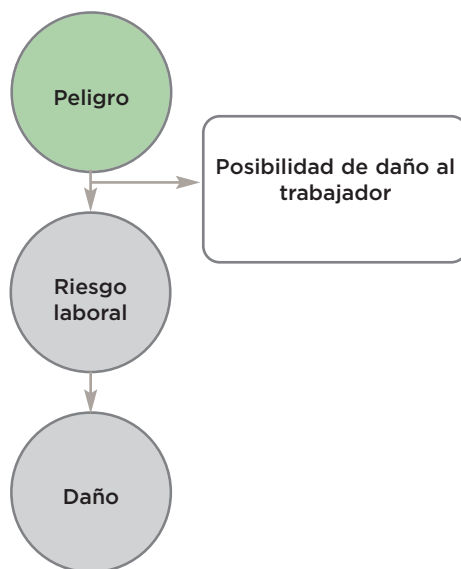 Peligro
Posibilidad de daño al
trabajador
Riesgo
laboral
Daño